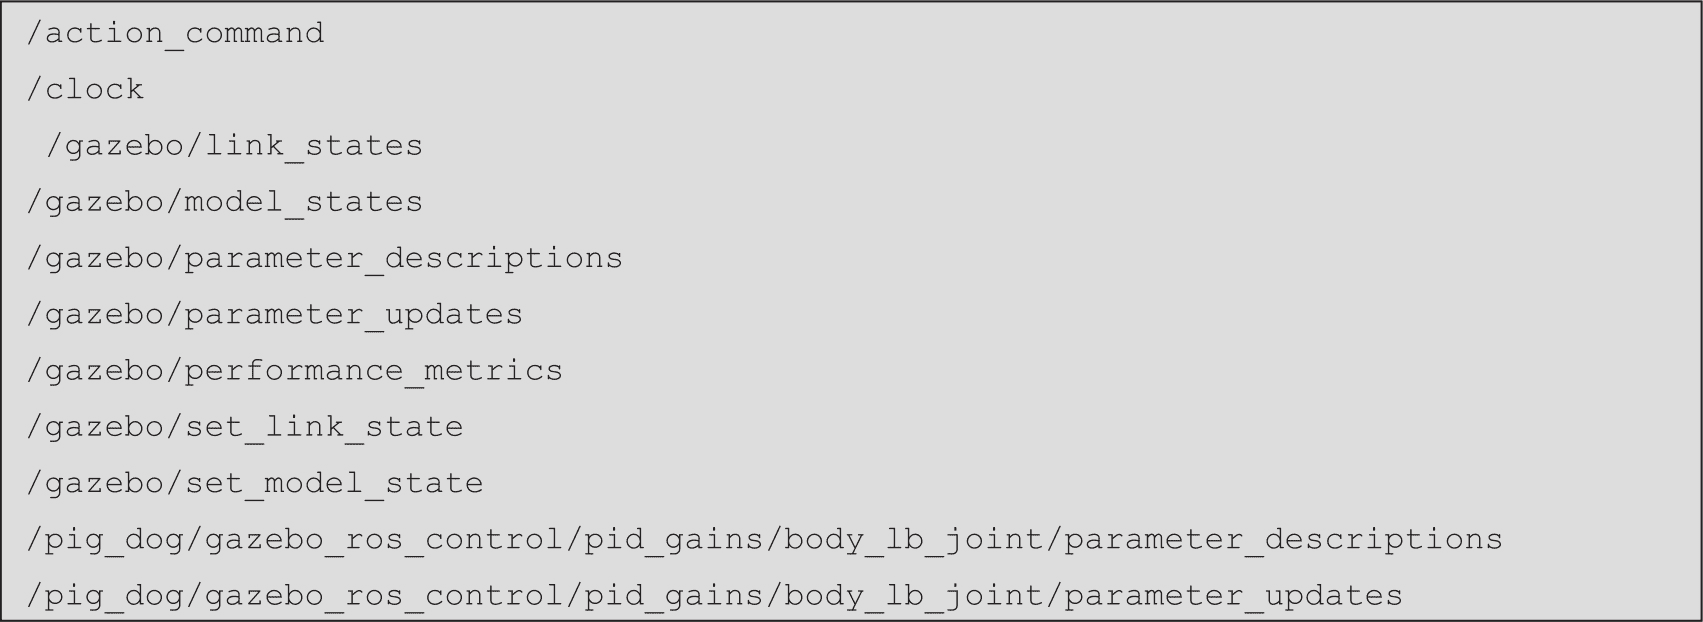 /action_command
/clock
/gazebo/link_states
/gazebo/model_states
/gazebo/parameter_descriptions
/gazebo/parameter_updates
/gazebo/performance_metrics
/gazebo/set_link_state
/gazebo/set_model_state
/pig_dog/gazebo_ros_control/pid_gains/body_lb_joint/parameter_descriptions
/pig_dog/gazebo_ros_control/pid_gains/body_lb_joint/parameter_updates